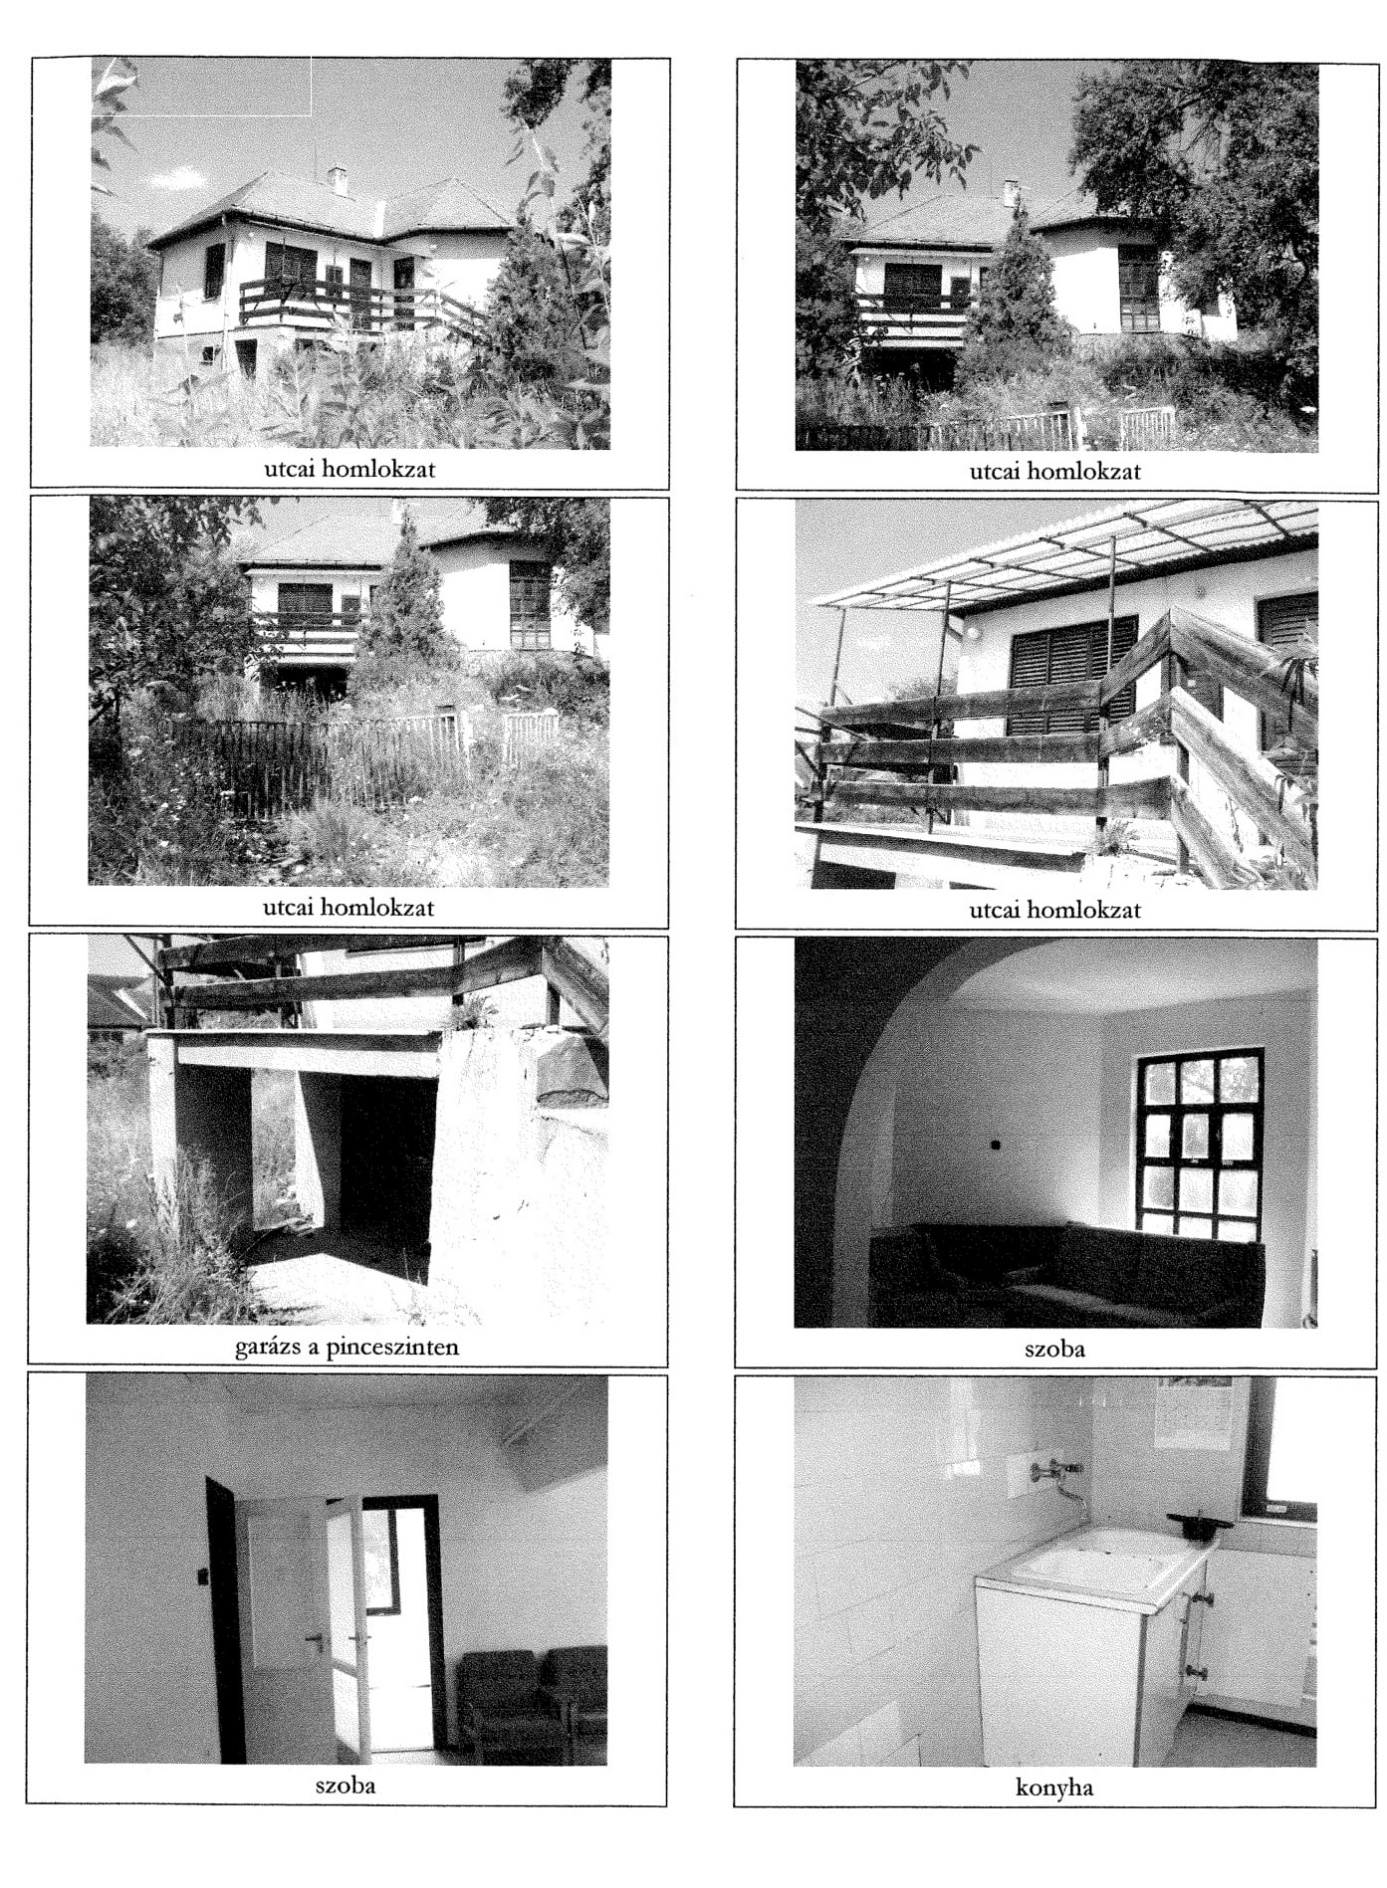 utcai homlokzat
utcai homlokzat
utcai homlokzat
utcai homlokzat
garázs a pinceszinten
szoba
szoba
konyha